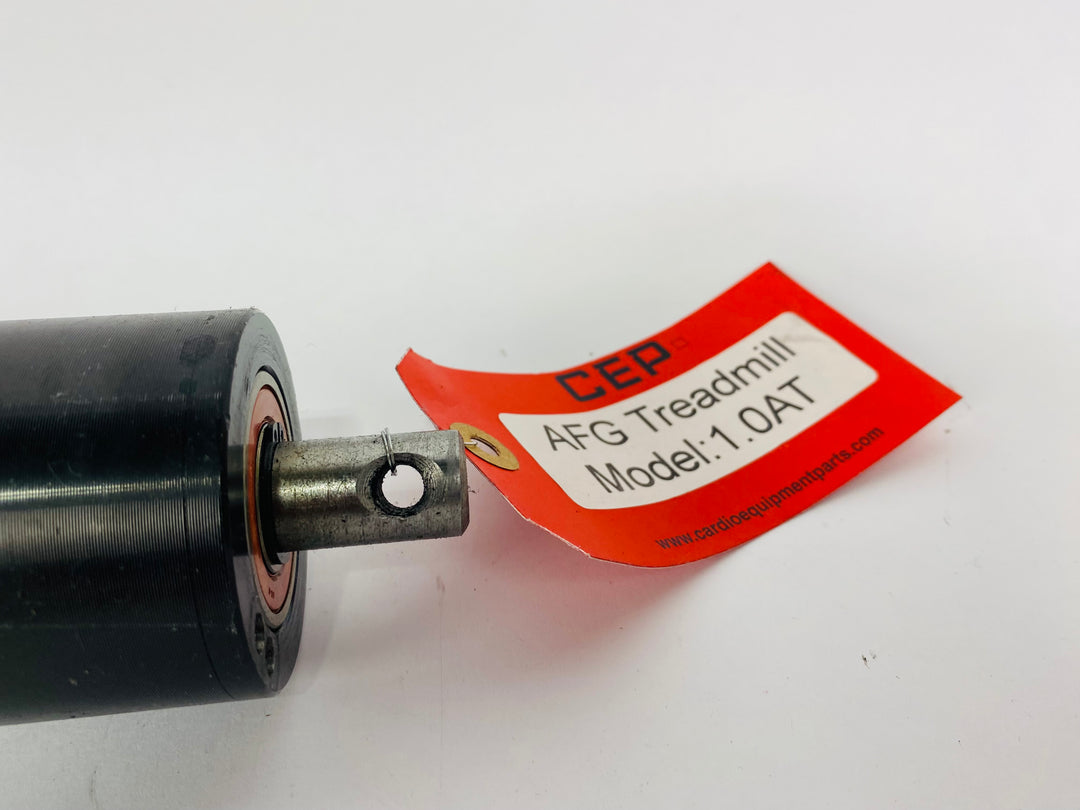 CEP
AFG Treadmill
Model:1.0AT
www.cardioequipmentparts.com